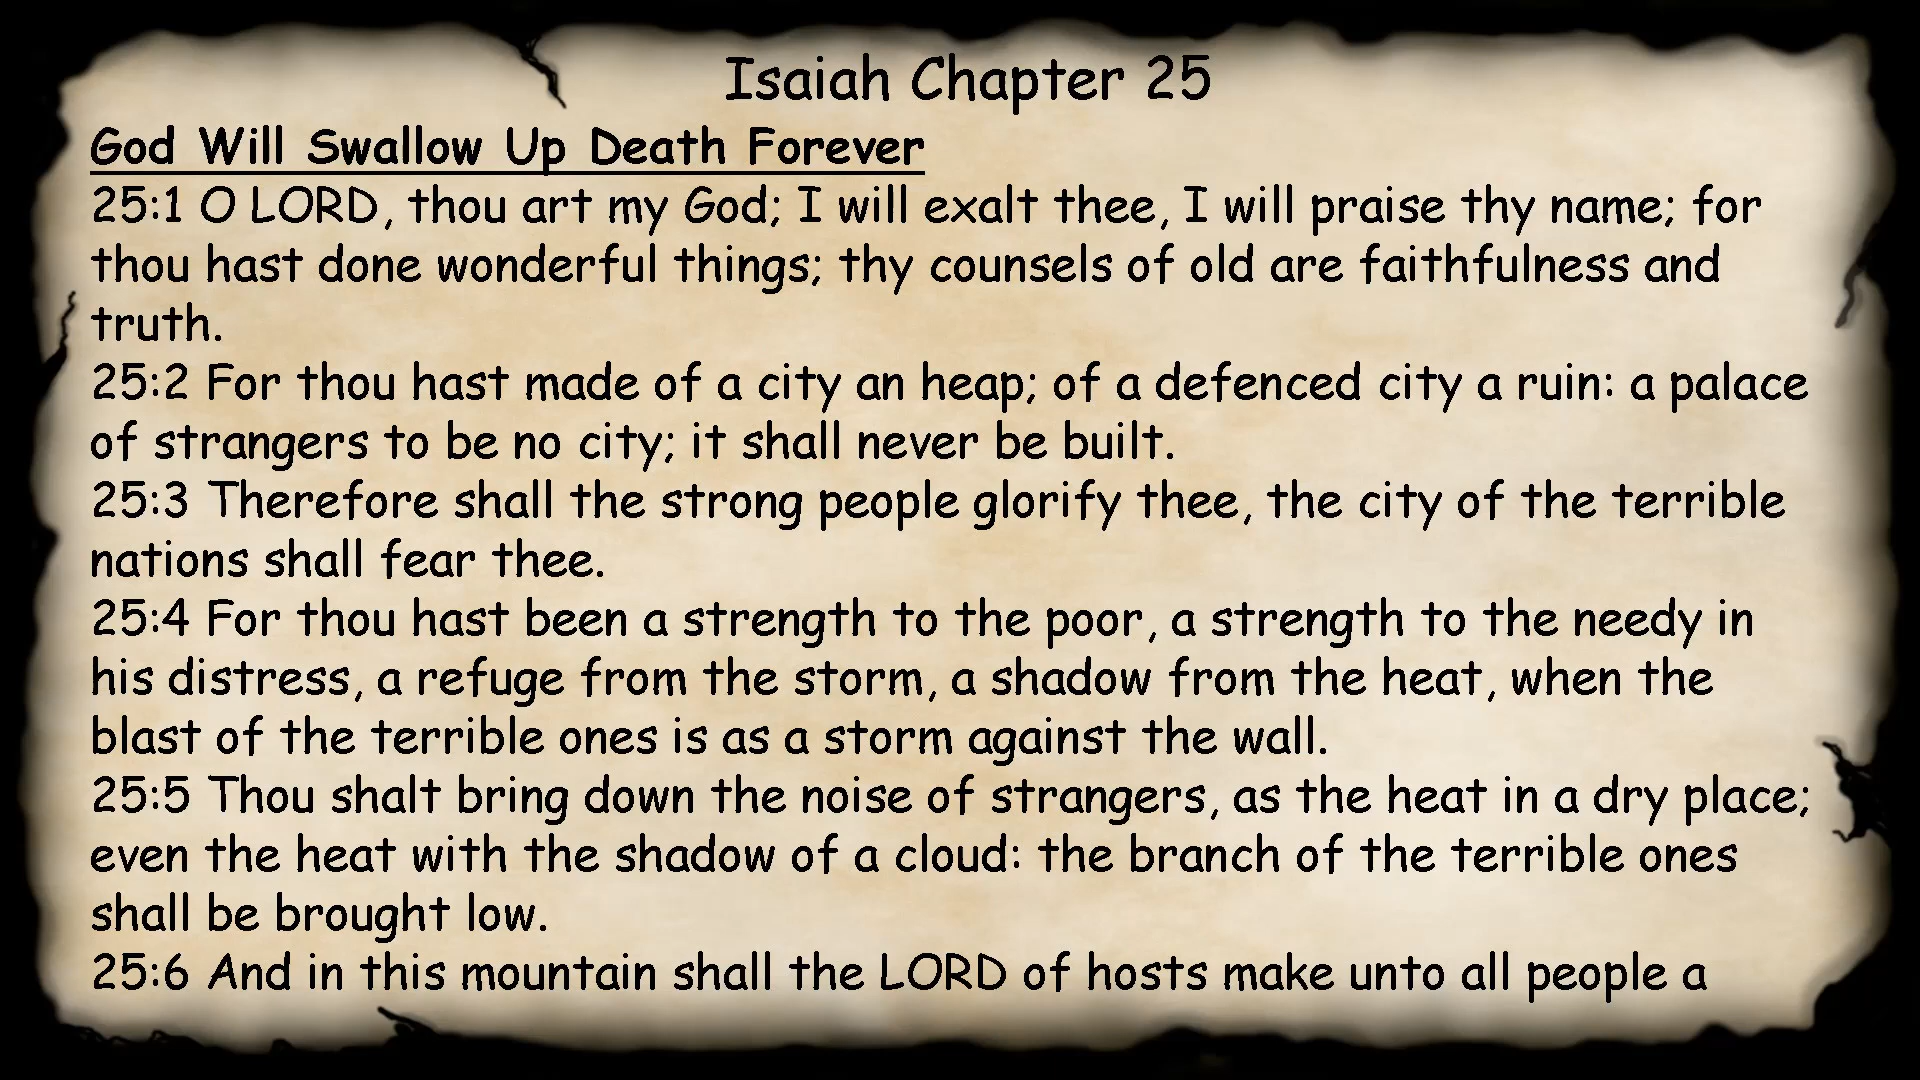 Isaiah Chapter 25
God Will Swallow Up Death Forever
25:1 O LORD, thou art my God; I will exalt thee, I will praise thy name; for
thou hast done wonderful things; thy counsels of old are faithfulness and
truth.
25:2 For thou hast made of a city an heap; of a defenced city a ruin: a palace
of strangers to be no city; it shall never be built.
25:3 Therefore shall the strong people glorify thee, the city of the terrible
nations shall fear thee.
25:4 For thou hast been a strength to the poor, a strength to the needy in
his distress, a refuge from the storm, a shadow from the heat, when the
blast of the terrible ones is as a storm against the wall.
25:5 Thou shalt bring down the noise of strangers, as the heat in a dry place;
even the heat with the shadow of a cloud: the branch of the terrible ones
shall be brought low.
25:6 And in this mountain shall the LORD of hosts make unto all people a